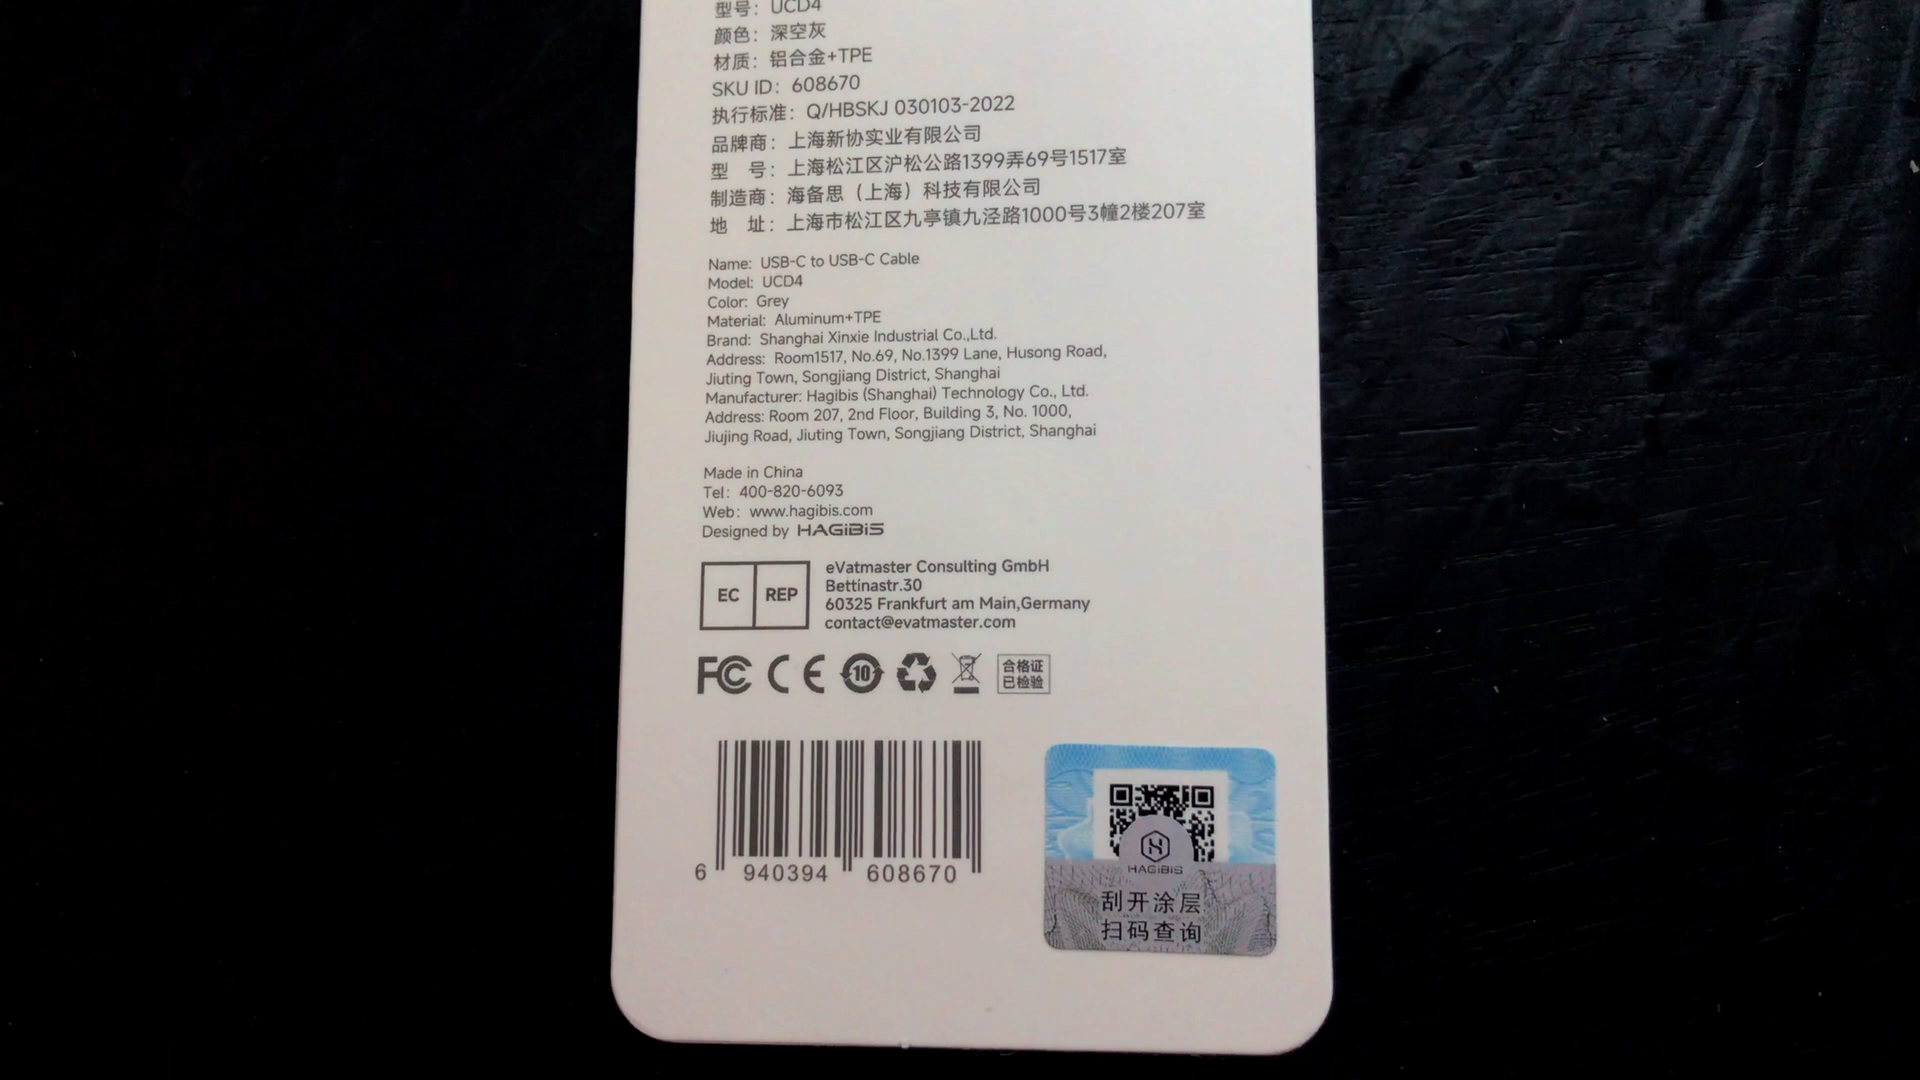 型号：UCD4
颜色：深空灰
材质：铝合金+TPE
SKU ID：608670
执行标准：Q/HBSKJ 030103-2022
品牌商：上海新协实业有限公司
型 号：上海松江区沪松公路1399弄69号1517室
制造商：海备思（上海）科技有限公司
地 址：上海市松江区九亭镇九泾路1000号3幢2楼207室
Name: USB-C to USB-C Cable
Model: UCD4
Color: Grey
Material: Aluminum+TPE
Brand: Shanghai Xinxie Industrial Co.,Ltd.
Address: Room1517, No.69, No.1399 Lane, Husong Road,
Jiuting Town, Songjiang District, Shanghai
Manufacturer: Hagibis (Shanghai) Technology Co., Ltd.
Address: Room 207, 2nd Floor, Building 3, No. 1000,
Jiujing Road, Jiuting Town, Songjiang District, Shanghai
Made in China
Tel: 400-820-6093
Web: www.hagibis.com
Designed by HAGiBiS
EC REP
eVatmaster Consulting GmbH
Bettinastr.30
60325 Frankfurt am Main,Germany
contact@evatmaster.com
FC CE 10
合格证
已检验
6 940394 608670
HAGiBiS
刮开涂层
扫码查询